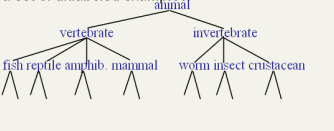 animal
vertebrate invertebrate
fish reptile amphib. mammal worm insect crustacean